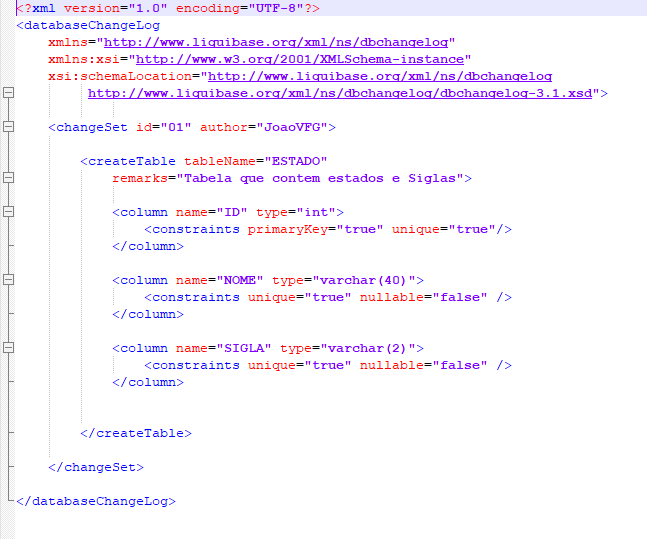 <?xml version="1.0" encoding="UTF-8"?>
<databaseChangeLog
xmlns="http://www.liquibase.org/xml/ns/dbchangelog"
xmlns:xsi="http://www.w3.org/2001/XMLSchema-instance"
xsi:schemaLocation="http://www.liquibase.org/xml/ns/dbchangelog
http://www.liquibase.org/xml/ns/dbchangelog/dbchangelog-3.1.xsd">
<changeSet id="01" author="JoaoVFG">
<createTable tableName="ESTADO"
remarks="Tabela que contem estados e Siglas">
<column name="ID" type="int">
<constraints primaryKey="true" unique="true"/>
</column>
<column name="NOME" type="varchar(40)">
<constraints unique="true" nullable="false" />
</column>
<column name="SIGLA" type="varchar(2)">
<constraints unique="true" nullable="false" />
</column>
</createTable>
</changeSet>
</databaseChangeLog>